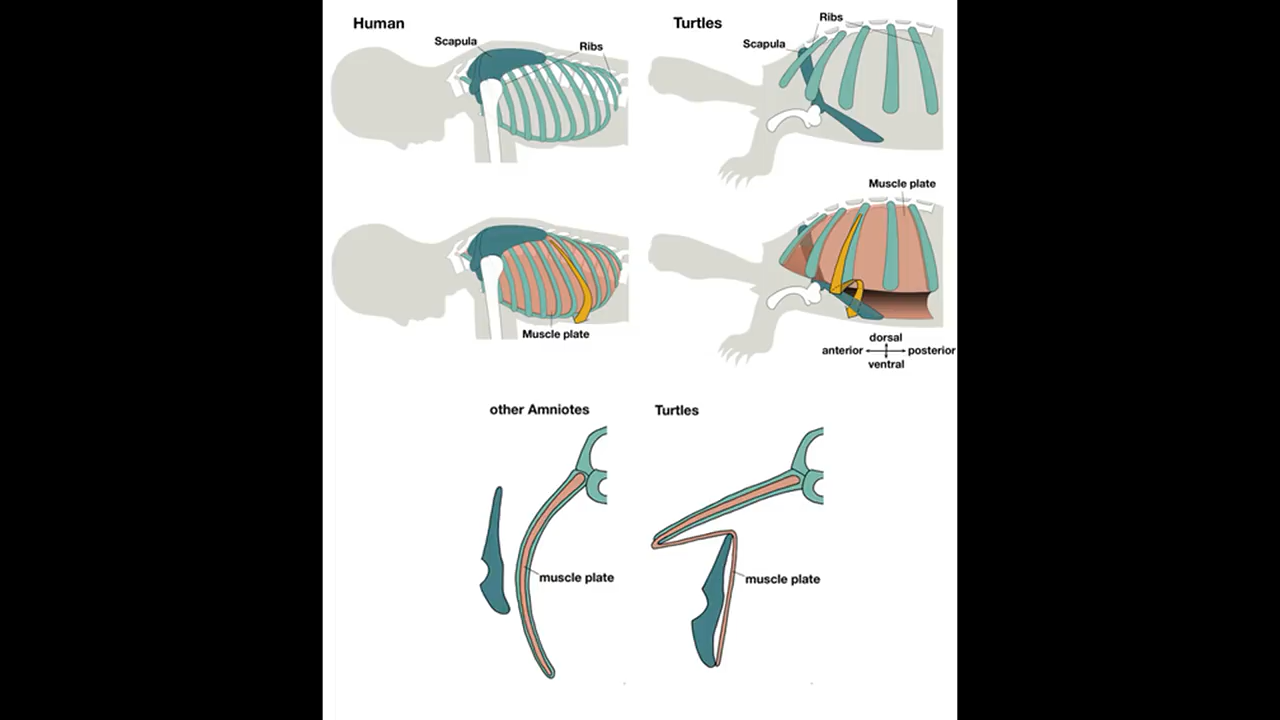 Human
Scapula
Ribs
Turtles
Ribs
Scapula
Muscle plate
Muscle plate
dorsal
anterior
posterior
ventral
other Amniotes
muscle plate
Turtles
muscle plate